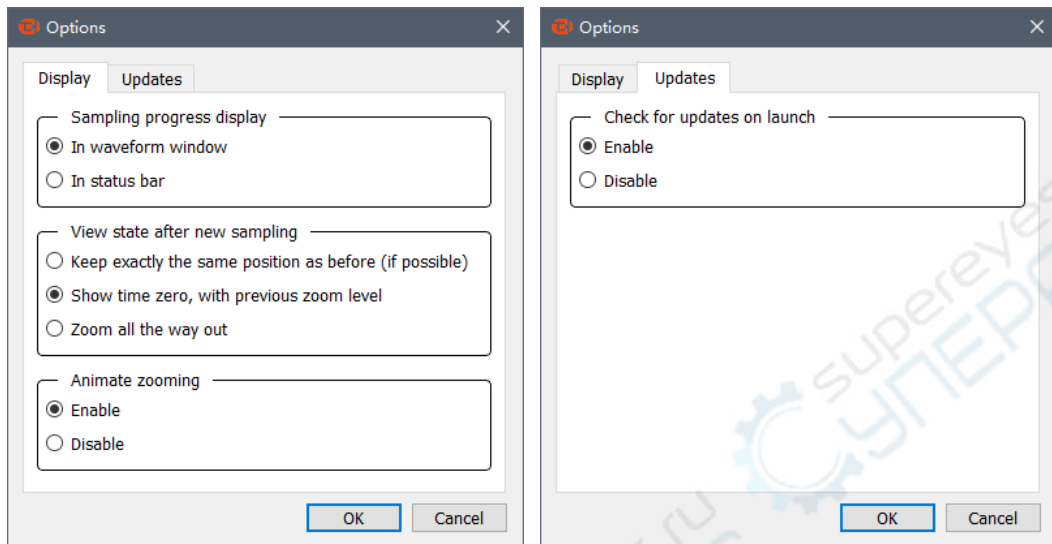 Options
Display Updates
Sampling progress display
In waveform window
In status bar
View state after new sampling
Keep exactly the same position as before (if possible)
Show time zero, with previous zoom level
Zoom all the way out
Animate zooming
Enable
Disable
OK Cancel
Options
Display Updates
Check for updates on launch
Enable
Disable
OK Cancel
supereyes
ru